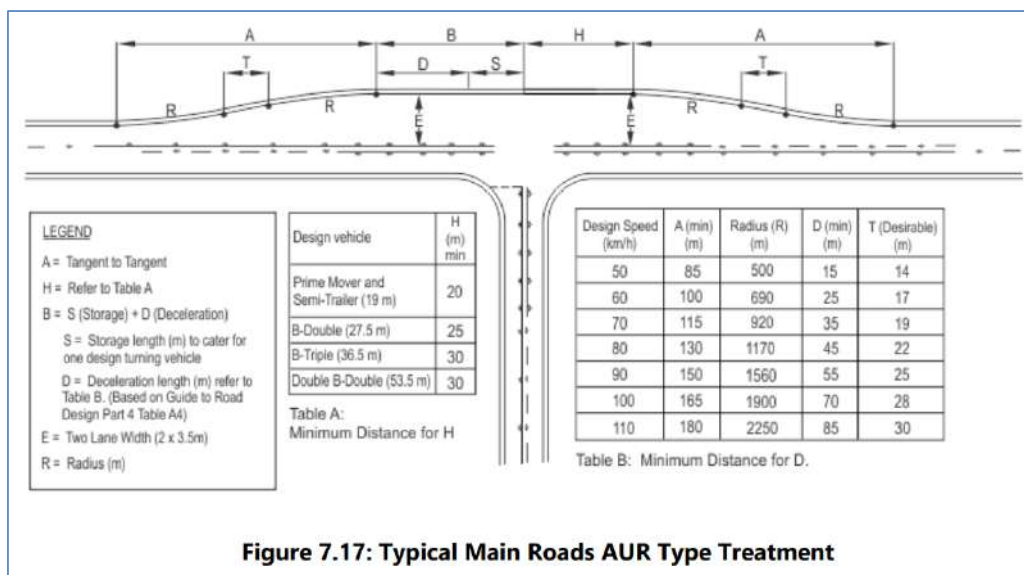 A B H A
T D S T
R R E E R R
LEGEND
A = Tangent to Tangent
H = Refer to Table A
B = S (Storage) + D (Deceleration)
S = Storage length (m) to cater for
one design turning vehicle
D = Deceleration length (m) refer to
Table B. (Based on Guide to Road
Design Part 4 Table A4)
E = Two Lane Width (2 x 3.5m)
R = Radius (m)
Design vehicle H
(m)
min
Prime Mover and
Semi-Trailer (19 m) 20
B-Double (27.5 m) 25
B-Triple (36.5 m) 30
Double B-Double (53.5 m) 30
Table A:
Minimum Distance for H
Design Speed A (min) Radius (R) D (min) T (Desirable)
(km/h) (m) (m) (m) (m)
50 85 500 15 14
60 100 690 25 17
70 115 920 35 19
80 130 1170 45 22
90 150 1560 55 25
100 165 1900 70 28
110 180 2250 85 30
Table B: Minimum Distance for D.
Figure 7.17: Typical Main Roads AUR Type Treatment